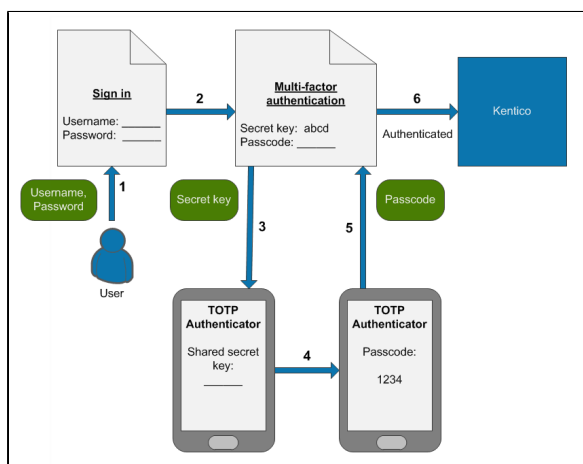 Sign in
Username: ______
Password: ______
2
Multi-factor
authentication
Secret key: abcd
Passcode: ______
6
Authenticated
Kentico
Username,
Password
1
User
Secret key
3
5
Passcode
TOTP
Authenticator
Shared secret
key:
______
4
TOTP
Authenticator
Passcode:
1234